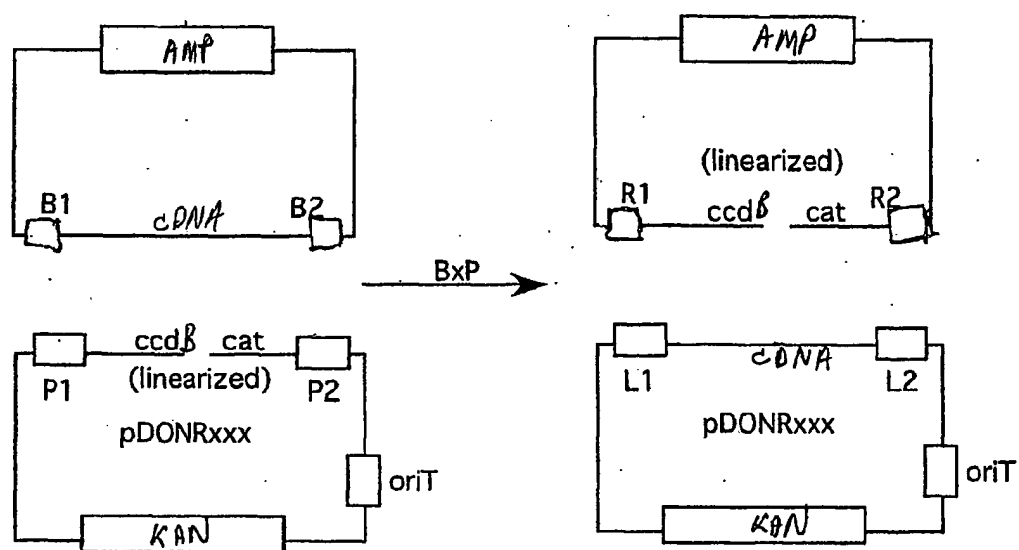 AMP
AMP
(linearized)
B1
B2
R1
R2
cDNA
ccdB cat
BxP
ccdB cat
P1
(linearized)
P2
L1
cDNA
L2
pDONRxxx
pDONRxxx
oriT
oriT
KAN
KAN